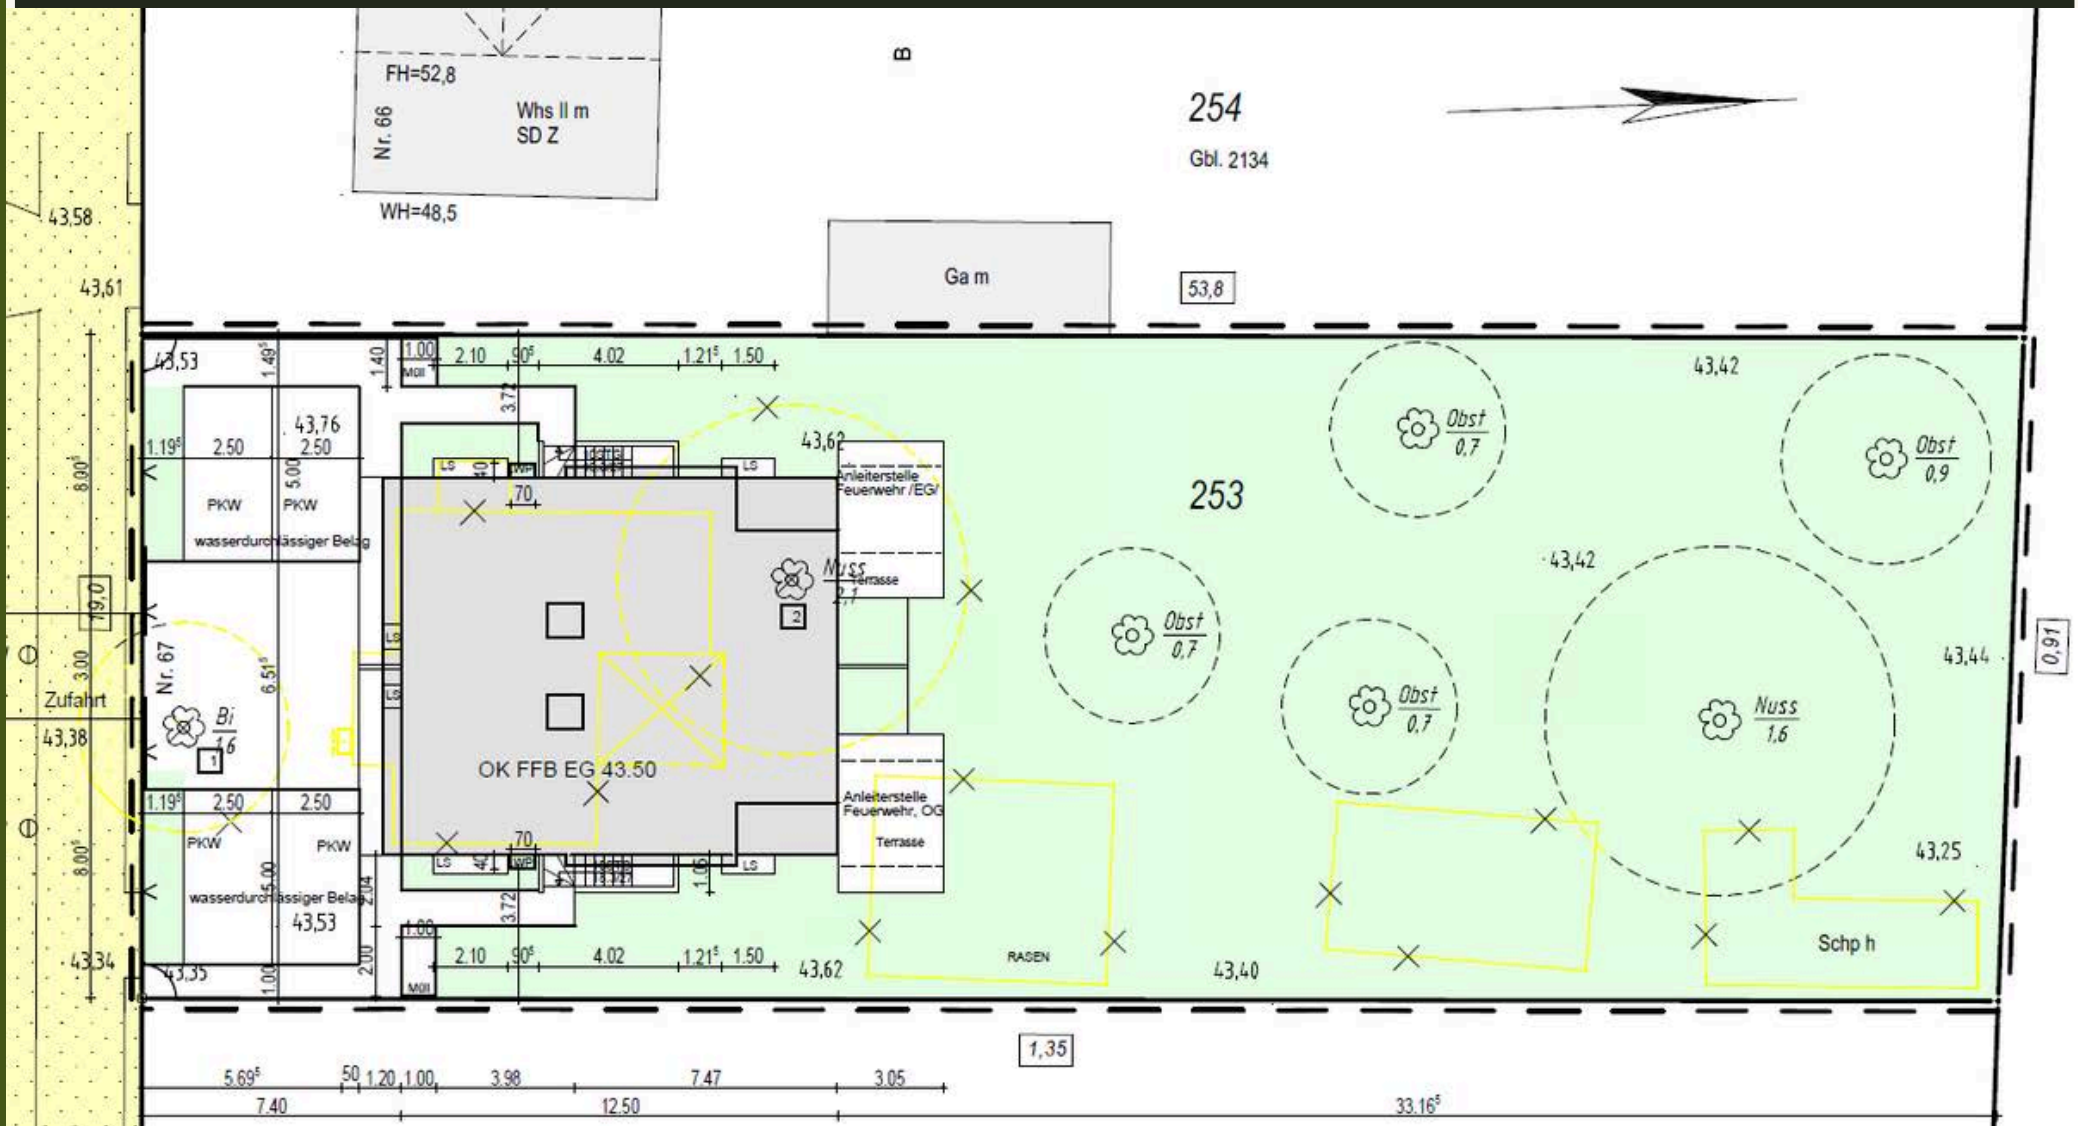 FH=52,8
Whs II m
SD Z
Nr. 66
WH=48,5
B
254
Gbl. 2134
43,58
43,61
Ga m
53,8
43,53
1.49⁵
1.40
1.00
Müll
2.10
90⁵
4.02
1.21⁵
1.50
3.72
43,42
43,76
1.19⁵
2.50
2.50
5.00
8.00⁵
PKW
PKW
wasserdurchlässiger Belag
LS
40
WP
70
LS
43,62
Anleiterstelle
Feuerwehr /EG/
Terrasse
Nuss
2,1
2
253
Obst
0,7
Obst
0,9
43,42
Obst
0,7
Obst
0,7
Nuss
1,6
43,44
0,91
19,0
3.00
Nr. 67
6.51⁵
LS
LS
Zufahrt
43,38
Bi
1,6
1
OK FFB EG 43.50
1.19⁵
2.50
2.50
PKW
PKW
8.00⁵
5.00
wasserdurchlässiger Belag
43,53
2.04
LS
40
WP
70
1.05
LS
Anleiterstelle
Feuerwehr, OG
Terrasse
43,25
3.72
1.00
2.00
Müll
2.10
90⁵
4.02
1.21⁵
1.50
43,34
43,35
1.00
43,62
RASEN
43,40
Schp h
1,35
5.69⁵
50
1.20
1.00
3.98
7.47
3.05
7.40
12.50
33.16⁵